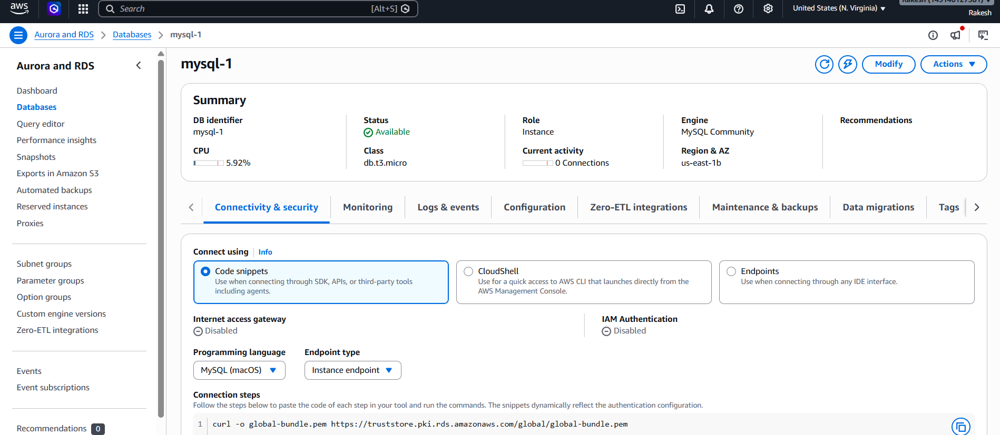 aws
Search [Alt+S]
United States (N. Virginia)
Rakesh
Aurora and RDS
Databases
mysql-1
Aurora and RDS
Dashboard
Databases
Query editor
Performance insights
Snapshots
Exports in Amazon S3
Automated backups
Reserved instances
Proxies
Subnet groups
Parameter groups
Option groups
Custom engine versions
Zero-ETL integrations
Events
Event subscriptions
Recommendations 0
mysql-1
Modify
Actions
Summary
DB identifier
mysql-1
Status
Available
Role
Instance
Engine
MySQL Community
Recommendations
CPU
5.92%
Class
db.t3.micro
Current activity
0 Connections
Region & AZ
us-east-1b
Connectivity & security
Monitoring
Logs & events
Configuration
Zero-ETL integrations
Maintenance & backups
Data migrations
Tags
Connect using
Info
Code snippets
Use when connecting through SDK, APIs, or third-party tools
including agents.
CloudShell
Use for a quick access to AWS CLI that launches directly from the
AWS Management Console.
Endpoints
Use when connecting through any IDE interface.
Internet access gateway
Disabled
IAM Authentication
Disabled
Programming language
MySQL (macOS)
Endpoint type
Instance endpoint
Connection steps
Follow the steps below to paste the code of each step in your tool and run the commands. The snippets dynamically reflect the authentication configuration.
1 curl -o global-bundle.pem https://truststore.pki.rds.amazonaws.com/global/global-bundle.pem